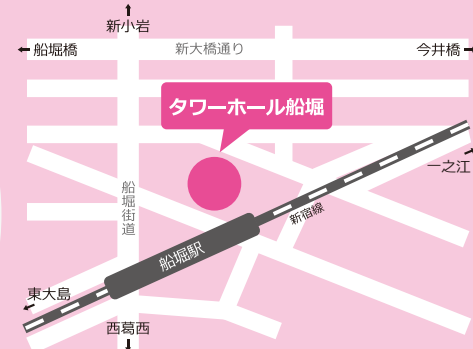 新小岩
船堀橋
新大橋通り
今井橋
タワーホール船堀
一之江
船堀街道
新宿線
船堀駅
東大島
西葛西